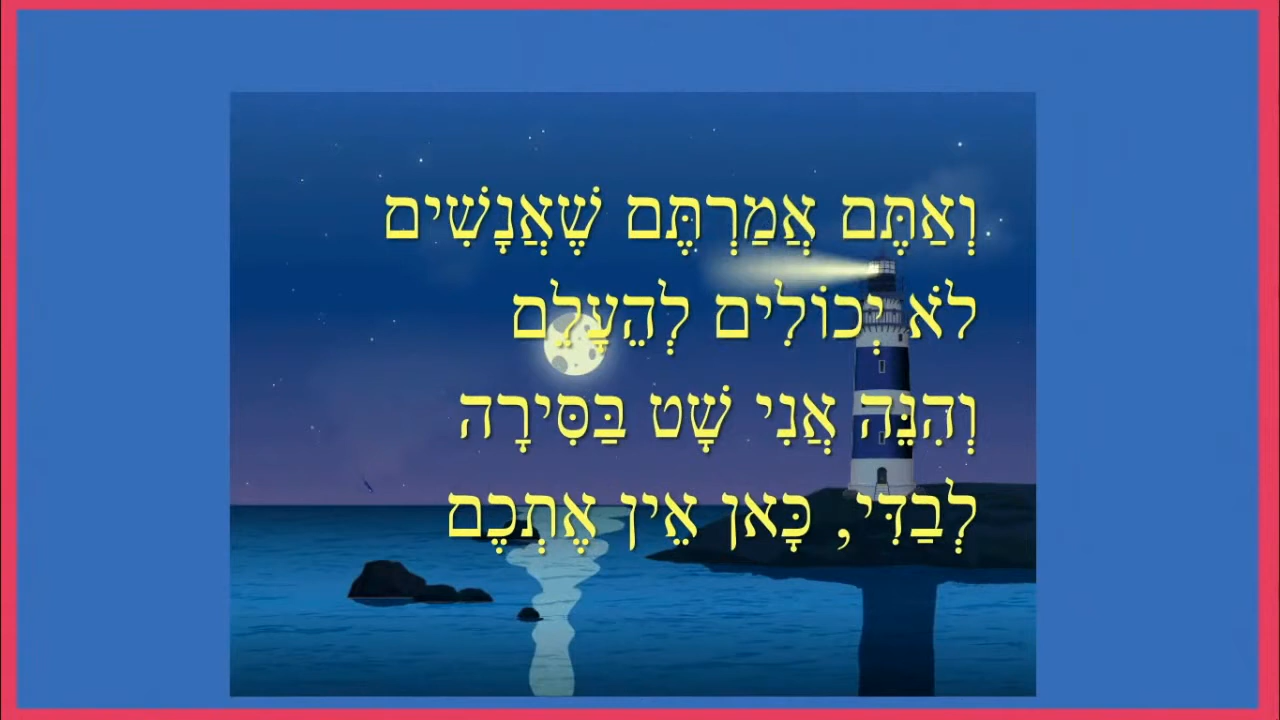 וְאַתֶּם אֲמַרְתֶּם שֶׁאֲנָשִׁים
לֹא יְכוֹלִים לְהֵעָלֵם
וְהִנֵּה אֲנִי שָׁט בַּסִּירָה
לְבַדִּי, כָּאן אֵין אֶתְכֶם